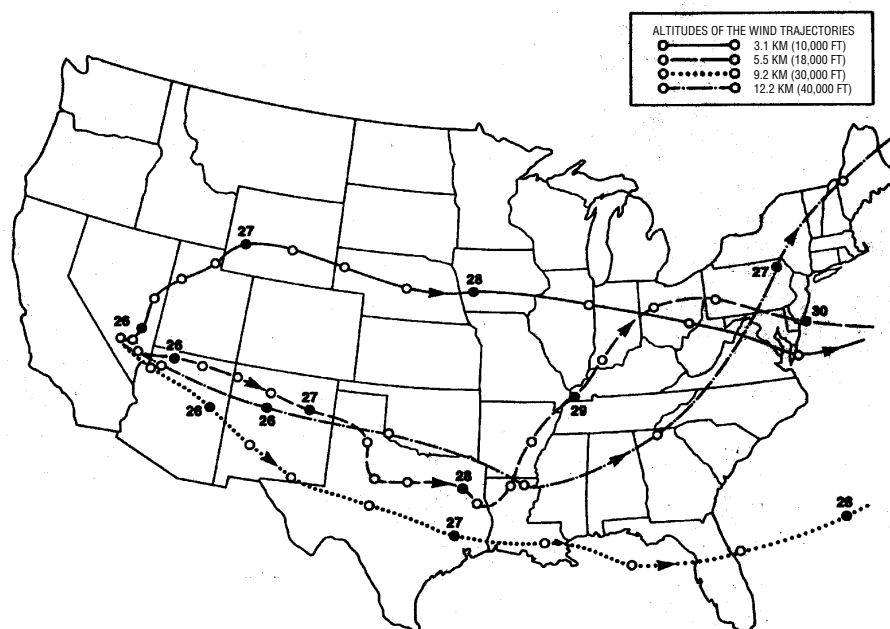 ALTITUDES OF THE WIND TRAJECTORIES
3.1 KM (10,000 FT)
5.5 KM (18,000 FT)
9.2 KM (30,000 FT)
12.2 KM (40,000 FT)
27
28
27
26
26
27
30
26
26
29
28
27
28